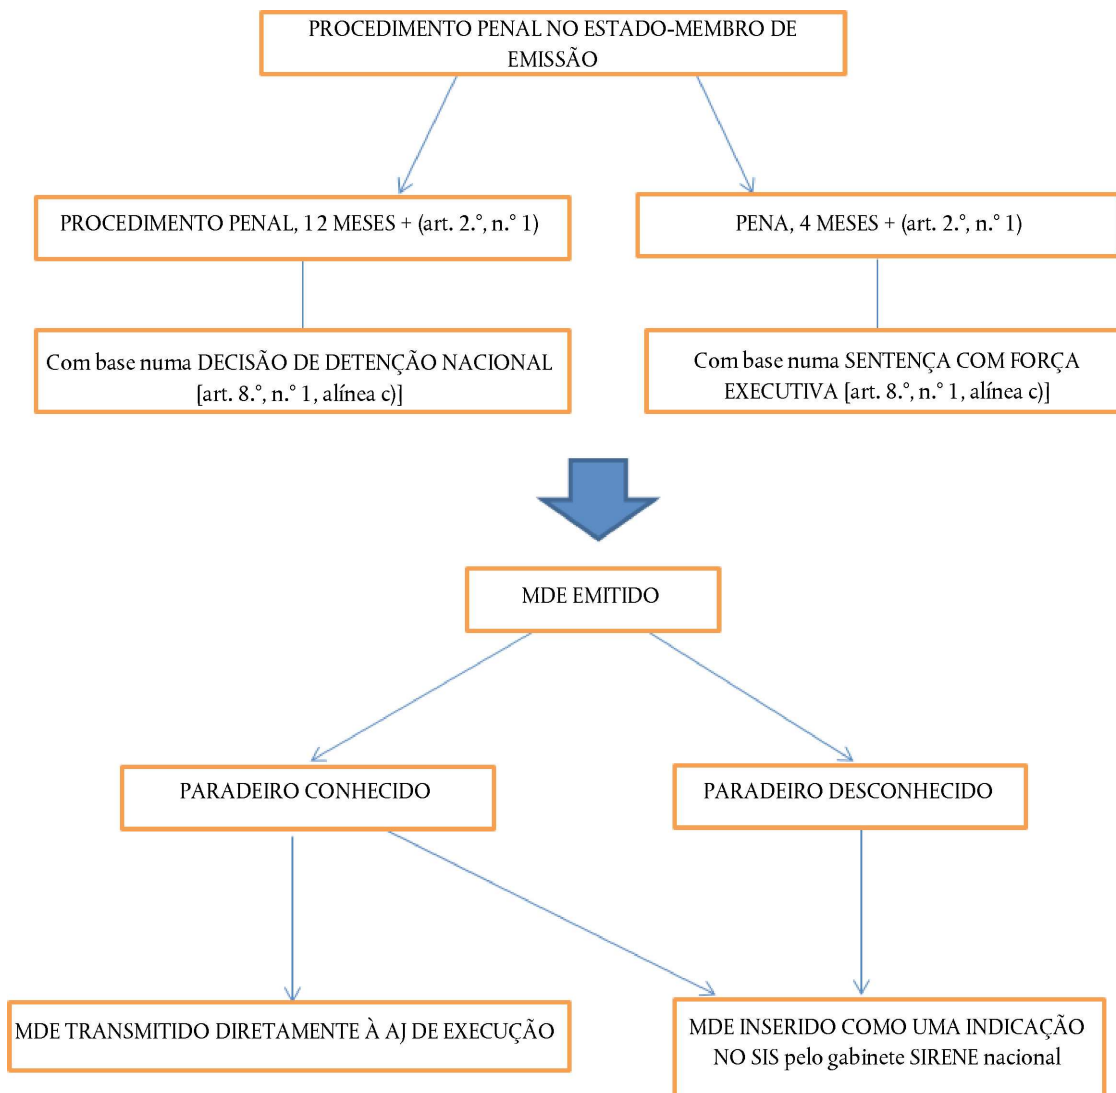 PROCEDIMENTO PENAL NO ESTADO-MEMBRO DE
EMISSÃO
PROCEDIMENTO PENAL, 12 MESES + (art. 2.°, n.° 1)
PENA, 4 MESES + (art. 2.°, n.° 1)
Com base numa DECISÃO DE DETENÇÃO NACIONAL
[art. 8.°, n.° 1, alínea c)]
Com base numa SENTENÇA COM FORÇA
EXECUTIVA [art. 8.°, n.° 1, alínea c)]
MDE EMITIDO
PARADEIRO CONHECIDO
PARADEIRO DESCONHECIDO
MDE TRANSMITIDO DIRETAMENTE À AJ DE EXECUÇÃO
MDE INSERIDO COMO UMA INDICAÇÃO
NO SIS pelo gabinete SIRENE nacional